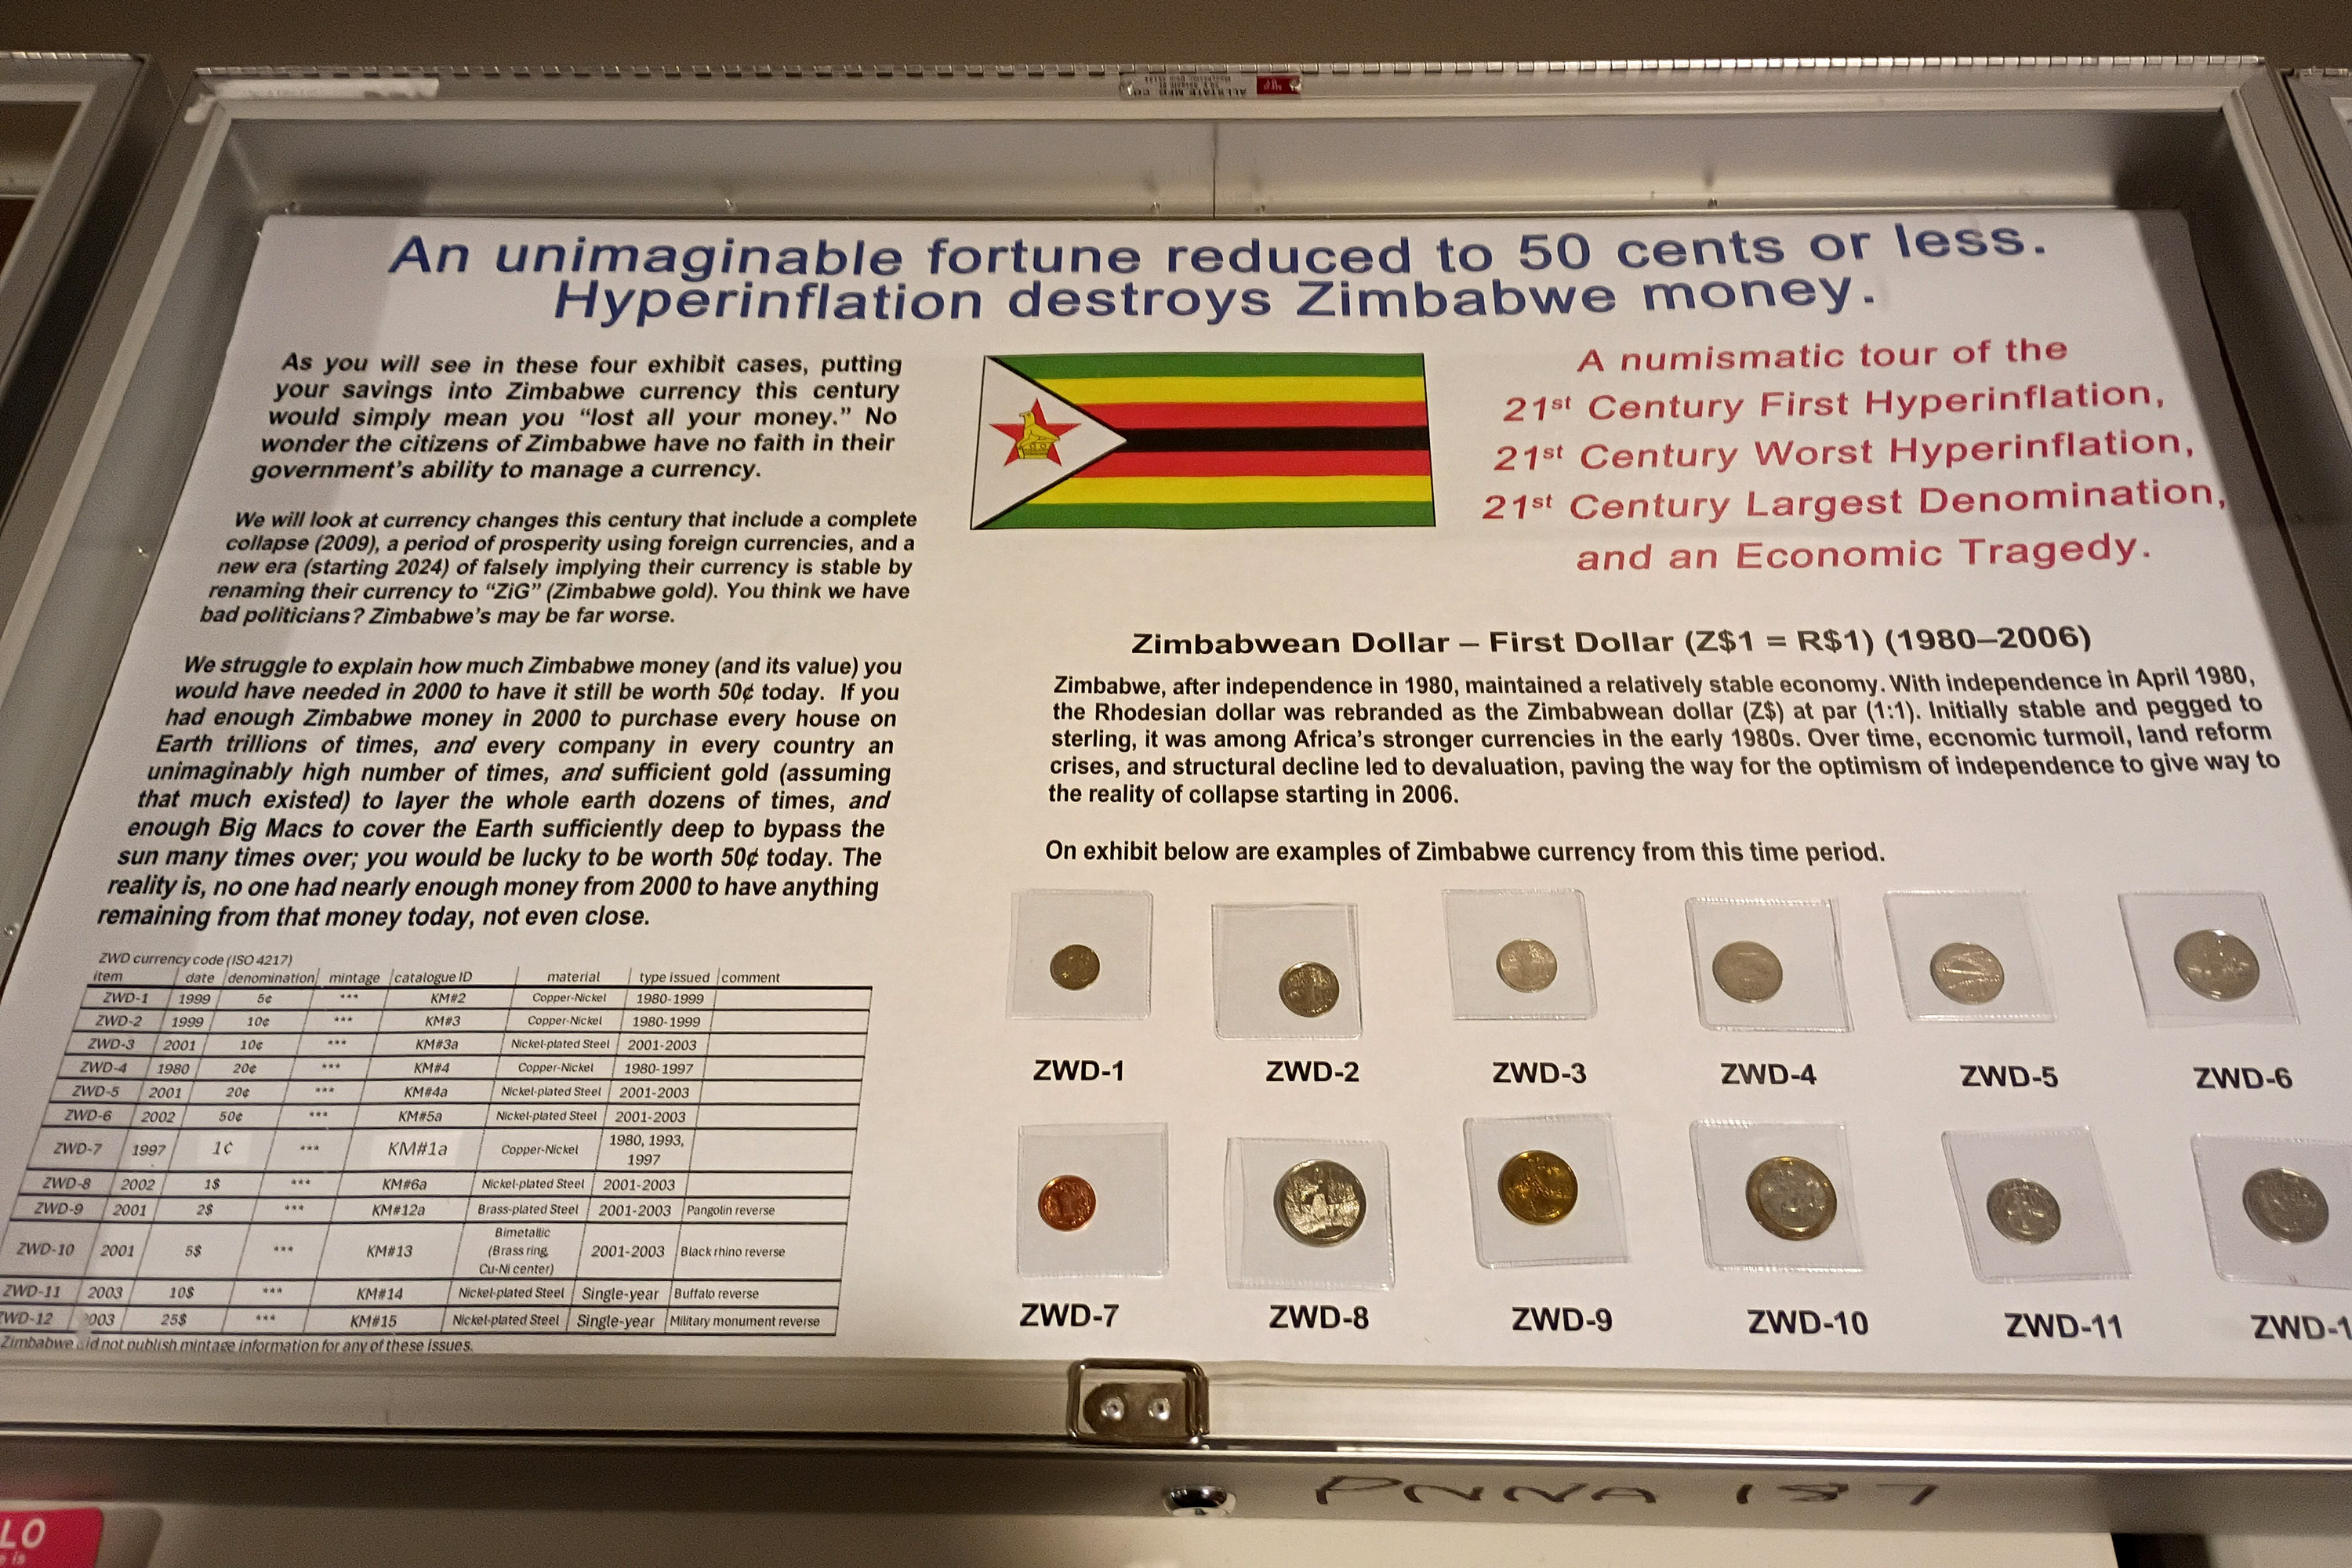 ALLSTATE MFG. CO.
An unimaginable fortune reduced to 50 cents or less.
Hyperinflation destroys Zimbabwe money.
As you will see in these four exhibit cases, putting
your savings into Zimbabwe currency this century
would simply mean you “lost all your money.” No
wonder the citizens of Zimbabwe have no faith in their
government’s ability to manage a currency.
We will look at currency changes this century that include a complete
collapse (2009), a period of prosperity using foreign currencies, and a
new era (starting 2024) of falsely implying their currency is stable by
renaming their currency to “ZiG” (Zimbabwe gold). You think we have
bad politicians? Zimbabwe’s may be far worse.
We struggle to explain how much Zimbabwe money (and its value) you
would have needed in 2000 to have it still be worth 50¢ today. If you
had enough Zimbabwe money in 2000 to purchase every house on
Earth trillions of times, and every company in every country an
unimaginably high number of times, and sufficient gold (assuming
that much existed) to layer the whole earth dozens of times, and
enough Big Macs to cover the Earth sufficiently deep to bypass the
sun many times over; you would be lucky to be worth 50¢ today. The
reality is, no one had nearly enough money from 2000 to have anything
remaining from that money today, not even close.
ZWD currency code (ISO 4217)
item date denomination mintage catalogue ID material type issued comment
ZWD-1 1999 5¢ *** KM#2 Copper-Nickel 1980-1999
ZWD-2 1999 10¢ *** KM#3 Copper-Nickel 1980-1999
ZWD-3 2001 10¢ *** KM#3a Nickel-plated Steel 2001-2003
ZWD-4 1980 20¢ *** KM#4 Copper-Nickel 1980-1997
ZWD-5 2001 20¢ *** KM#4a Nickel-plated Steel 2001-2003
ZWD-6 2002 50¢ *** KM#5a Nickel-plated Steel 2001-2003
ZWD-7 1997 1¢ *** KM#1a Copper-Nickel 1980, 1993,
1997
ZWD-8 2002 1$ *** KM#6a Nickel-plated Steel 2001-2003
ZWD-9 2001 2$ *** KM#12a Brass-plated Steel 2001-2003 Pangolin reverse
ZWD-10 2001 5$ *** KM#13 Bimetallic
(Brass ring,
Cu-Ni center) 2001-2003 Black rhino reverse
ZWD-11 2003 10$ *** KM#14 Nickel-plated Steel Single-year Buffalo reverse
ZWD-12 2003 25$ *** KM#15 Nickel-plated Steel Single-year Military monument reverse
Zimbabwe did not publish mintage information for any of these issues.
A numismatic tour of the
21st Century First Hyperinflation,
21st Century Worst Hyperinflation,
21st Century Largest Denomination,
and an Economic Tragedy.
Zimbabwean Dollar – First Dollar (Z$1 = R$1) (1980–2006)
Zimbabwe, after independence in 1980, maintained a relatively stable economy. With independence in April 1980,
the Rhodesian dollar was rebranded as the Zimbabwean dollar (Z$) at par (1:1). Initially stable and pegged to
sterling, it was among Africa’s stronger currencies in the early 1980s. Over time, economic turmoil, land reform
crises, and structural decline led to devaluation, paving the way for the optimism of independence to give way to
the reality of collapse starting in 2006.
On exhibit below are examples of Zimbabwe currency from this time period.
ZWD-1 ZWD-2 ZWD-3 ZWD-4 ZWD-5 ZWD-6
ZWD-7 ZWD-8 ZWD-9 ZWD-10 ZWD-11 ZWD-1
PNNA 187
LO
is